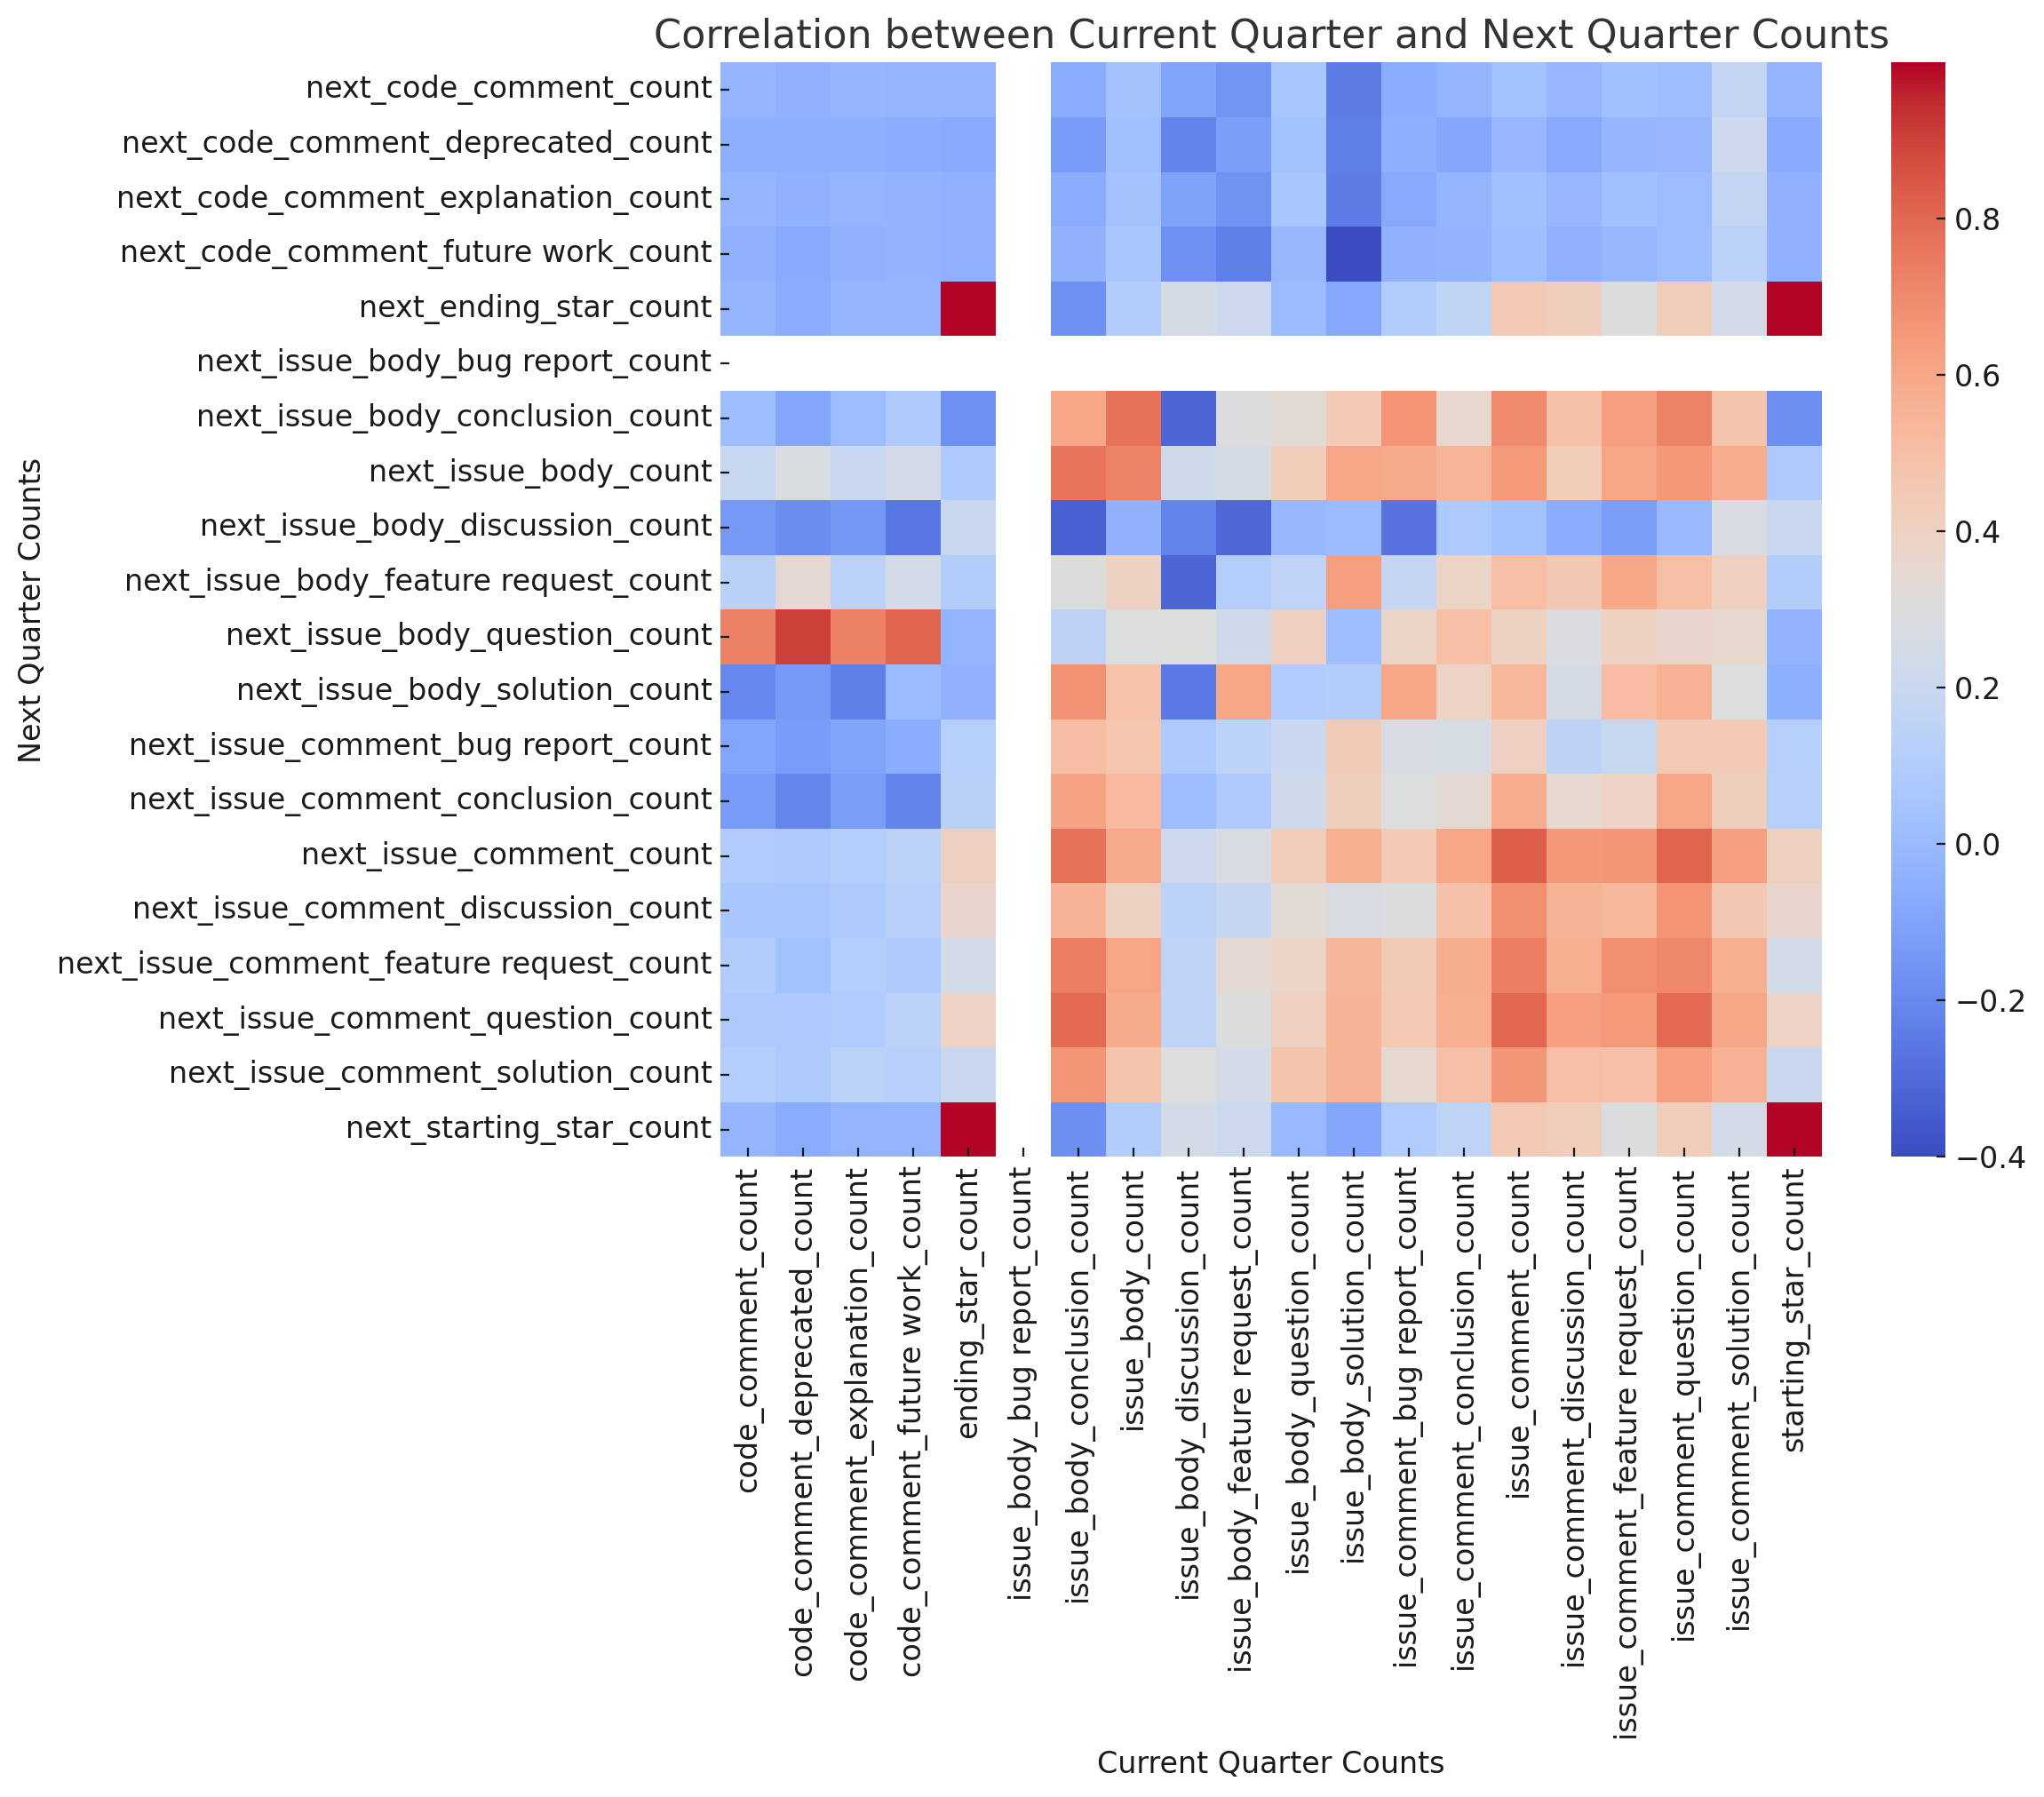 Correlation between Current Quarter and Next Quarter Counts
next_code_comment_count
next_code_comment_deprecated_count
next_code_comment_explanation_count
next_code_comment_future work_count
next_ending_star_count
next_issue_body_bug report_count
next_issue_body_conclusion_count
next_issue_body_count
next_issue_body_discussion_count
next_issue_body_feature request_count
next_issue_body_question_count
next_issue_body_solution_count
next_issue_comment_bug report_count
next_issue_comment_conclusion_count
next_issue_comment_count
next_issue_comment_discussion_count
next_issue_comment_feature request_count
next_issue_comment_question_count
next_issue_comment_solution_count
next_starting_star_count
Next Quarter Counts
code_comment_count
code_comment_deprecated_count
code_comment_explanation_count
code_comment_future work_count
ending_star_count
issue_body_bug report_count
issue_body_conclusion_count
issue_body_count
issue_body_discussion_count
issue_body_feature request_count
issue_body_question_count
issue_body_solution_count
issue_comment_bug report_count
issue_comment_conclusion_count
issue_comment_count
issue_comment_discussion_count
issue_comment_feature request_count
issue_comment_question_count
issue_comment_solution_count
starting_star_count
Current Quarter Counts
0.8
0.6
0.4
0.2
0.0
−0.2
−0.4